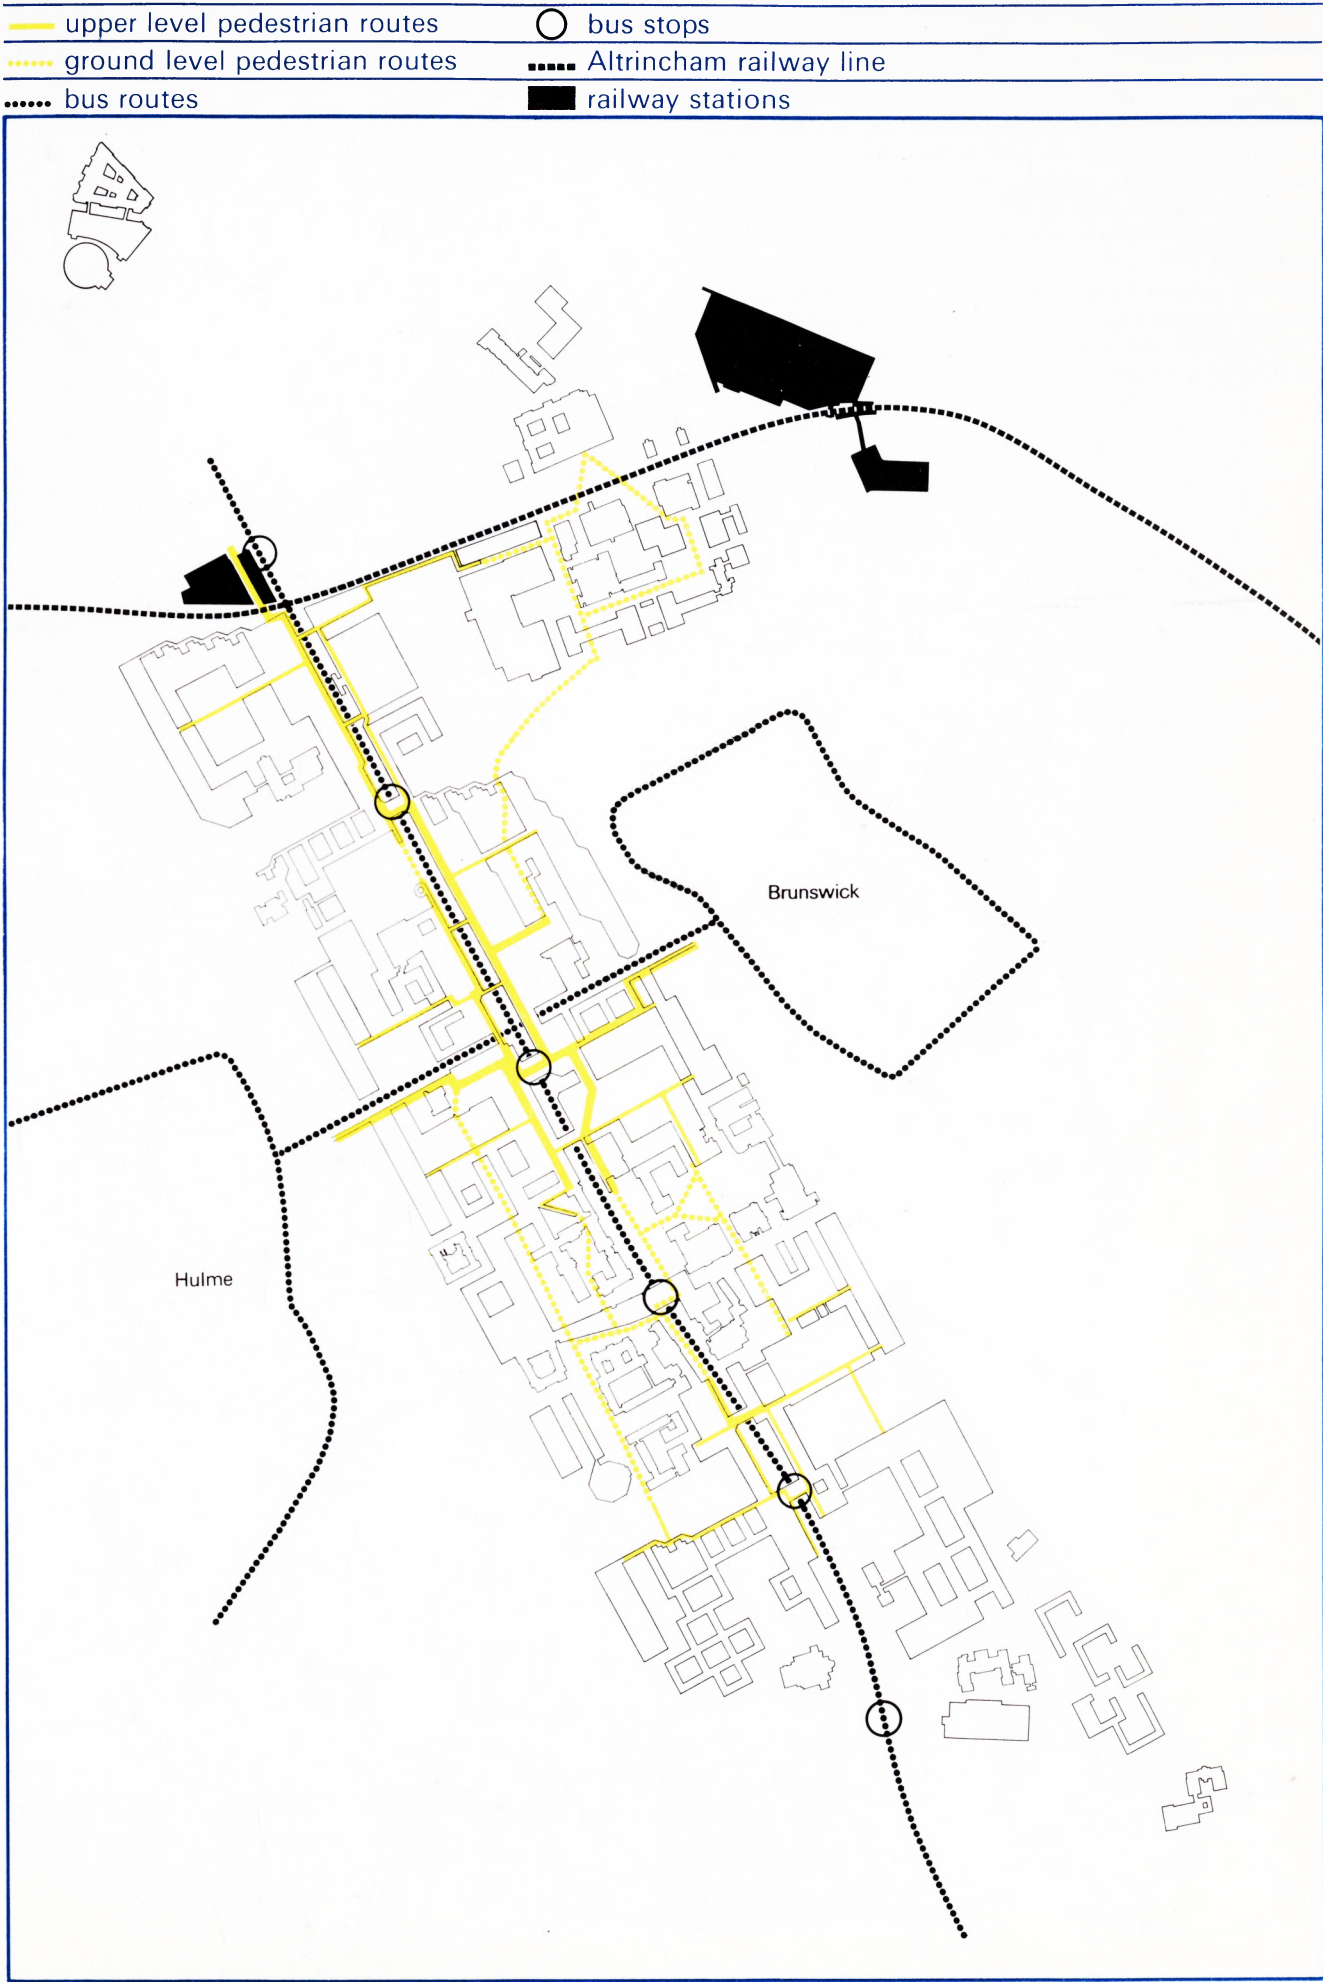 upper level pedestrian routes
bus stops
ground level pedestrian routes
Altrincham railway line
bus routes
railway stations
Brunswick
Hulme